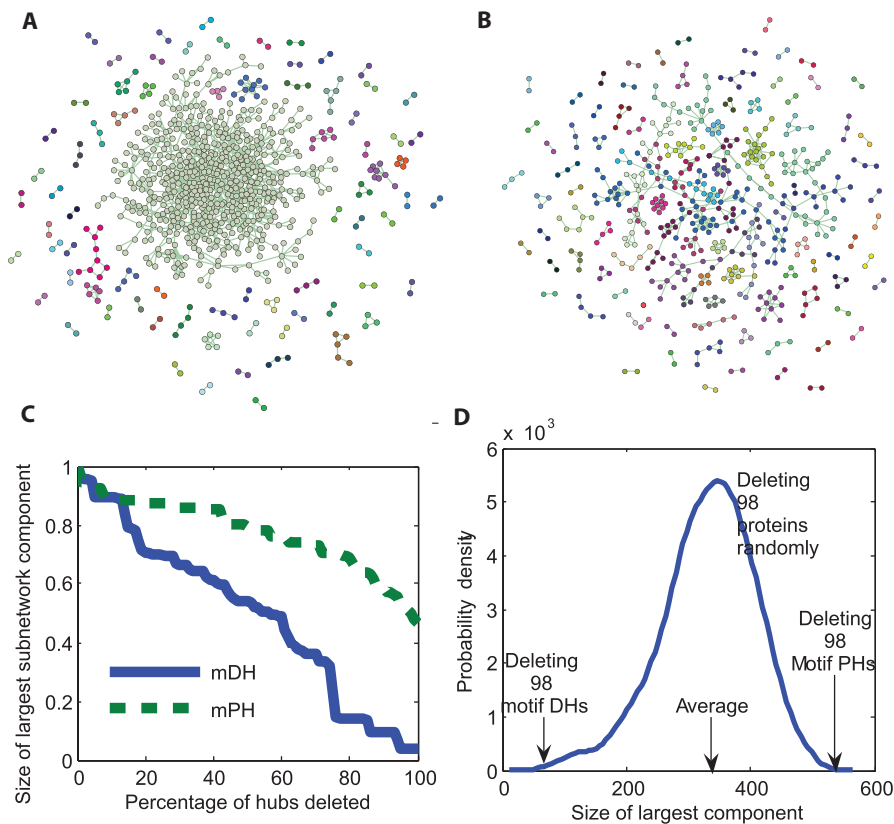 A
B
C
Size of largest subnetwork component
1
0.8
0.6
0.4
0.2
0
mDH
mPH
0
20
40
60
80
100
Percentage of hubs deleted
D
x 10³
Probability density
6
5
4
3
2
1
0
Deleting
98
proteins
randomly
Deleting
98
motif DHs
Average
Deleting
98
Motif PHs
0
200
400
600
Size of largest component